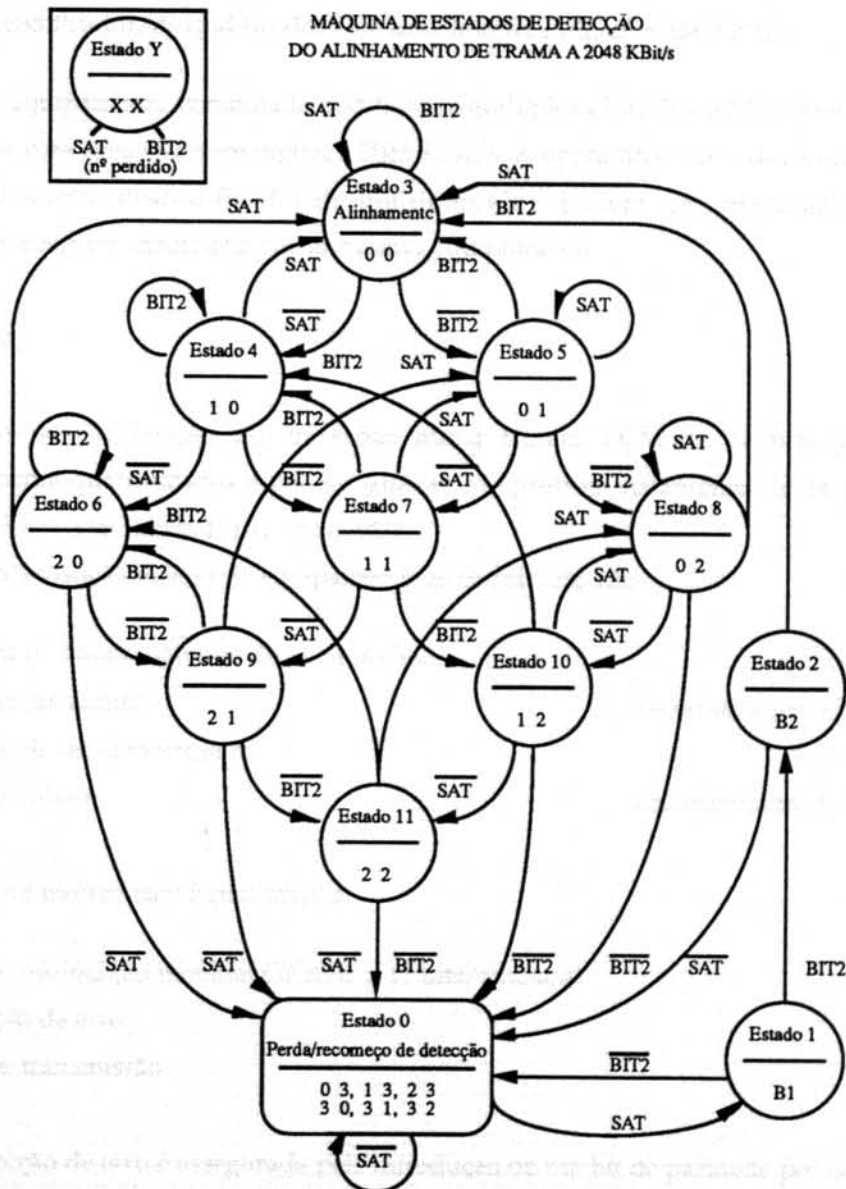 MÁQUINA DE ESTADOS DE DETECÇÃO
DO ALINHAMENTO DE TRAMA A 2048 KBit/s
Estado Y
X X
SAT BIT2
(nº perdido)
SAT BIT2
Estado 3
Alinhamento
0 0
SAT
SAT
BIT2
SAT
BIT2
BIT2
SAT
Estado 4
1 0
SAT
BIT2
BIT2
SAT
Estado 5
0 1
BIT2
SAT
BIT2
SAT
BIT2
SAT
BIT2
SAT
Estado 6
2 0
BIT2
Estado 7
1 1
SAT
Estado 8
0 2
SAT
BIT2
SAT
BIT2
SAT
Estado 9
2 1
Estado 10
1 2
Estado 2
B2
BIT2
SAT
Estado 11
2 2
SAT
SAT
SAT
BIT2
BIT2
BIT2
SAT
BIT2
Estado 0
Perda/recomeço de detecção
0 3, 1 3, 2 3
3 0, 3 1, 3 2
BIT2
Estado 1
B1
SAT
SAT